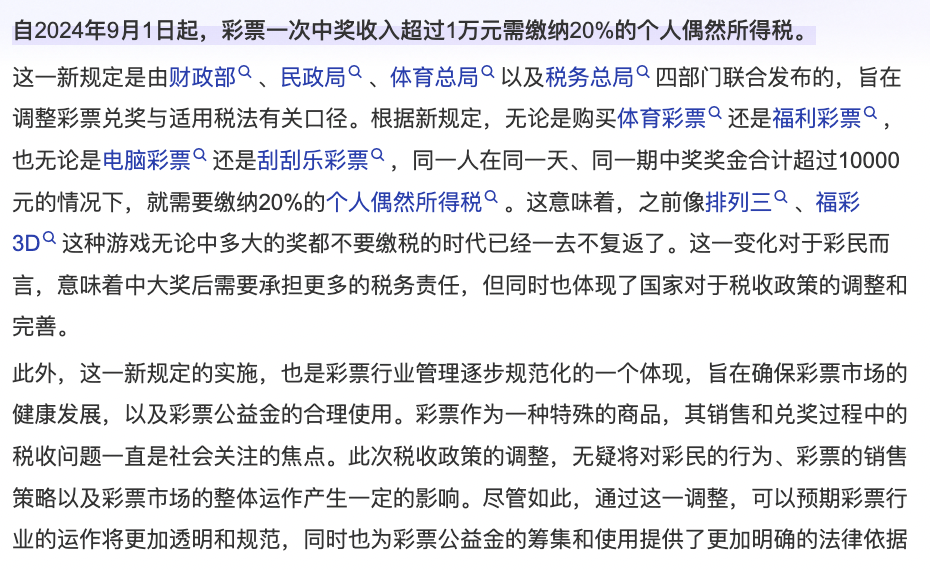 自2024年9月1日起，彩票一次中奖收入超过1万元需缴纳20%的个人偶然所得税。
这一新规定是由财政部、民政局、体育总局以及税务总局四部门联合发布的，旨在
调整彩票兑奖与适用税法有关口径。根据新规定，无论是购买体育彩票还是福利彩票，
也无论是电脑彩票还是刮刮乐彩票，同一人在同一天、同一期中奖奖金合计超过10000
元的情况下，就需要缴纳20%的个人偶然所得税。这意味着，之前像排列三、福彩
3D这种游戏无论中多大的奖都不要缴税的时代已经一去不复返了。这一变化对于彩民而
言，意味着中大奖后需要承担更多的税务责任，但同时也体现了国家对于税收政策的调整和
完善。
此外，这一新规定的实施，也是彩票行业管理逐步规范化的一个体现，旨在确保彩票市场的
健康发展，以及彩票公益金的合理使用。彩票作为一种特殊的商品，其销售和兑奖过程中的
税收问题一直是社会关注的焦点。此次税收政策的调整，无疑将对彩民的行为、彩票的销售
策略以及彩票市场的整体运作产生一定的影响。尽管如此，通过这一调整，可以预期彩票行
业的运作将更加透明和规范，同时也为彩票公益金的筹集和使用提供了更加明确的法律依据